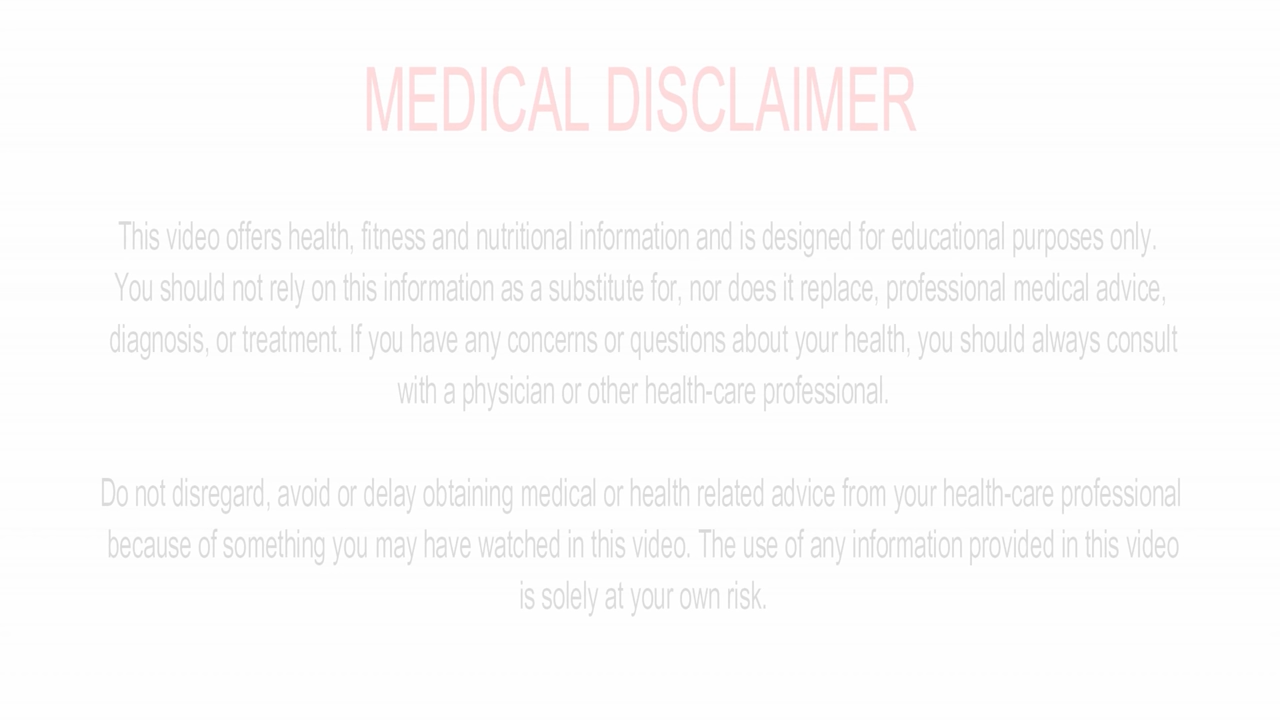 MEDICAL DISCLAIMER
This video offers health, fitness and nutritional information and is designed for educational purposes only.
You should not rely on this information as a substitute for, nor does it replace, professional medical advice,
diagnosis, or treatment. If you have any concerns or questions about your health, you should always consult
with a physician or other health-care professional.
Do not disregard, avoid or delay obtaining medical or health related advice from your health-care professional
because of something you may have watched in this video. The use of any information provided in this video
is solely at your own risk.